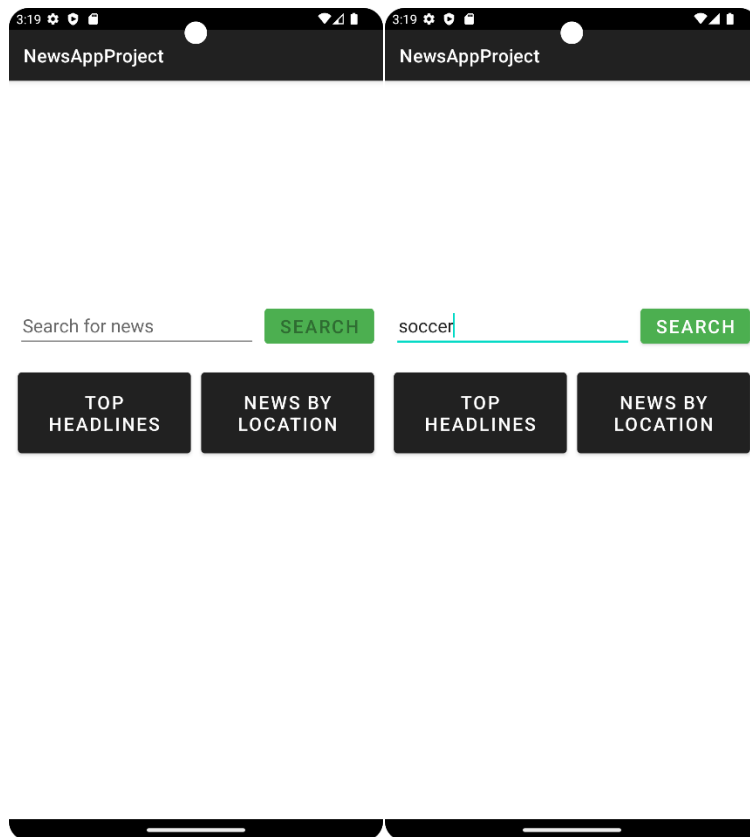 3:19
NewsAppProject
Search for news
SEARCH
TOP
HEADLINES
NEWS BY
LOCATION
3:19
NewsAppProject
soccer
SEARCH
TOP
HEADLINES
NEWS BY
LOCATION